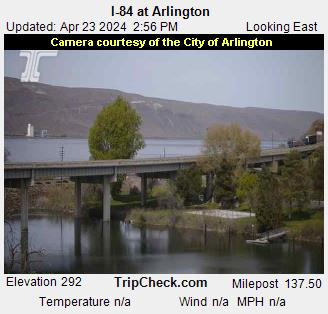 I-84 at Arlington
Updated: Apr 23 2024 2:56 PM Looking East
Camera courtesy of the City of Arlington
Elevation 292 TripCheck.com Milepost 137.50
Temperature n/a Wind n/a MPH n/a